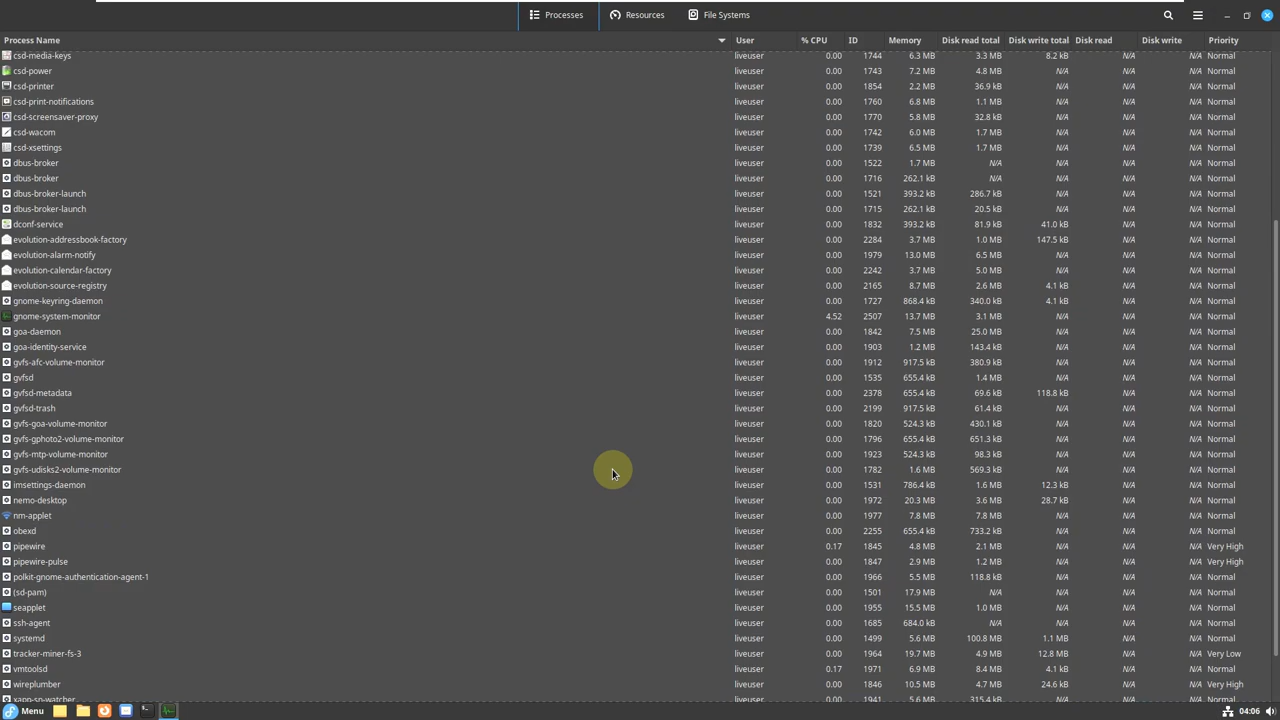 Processes Resources File Systems
Process Name User % CPU ID Memory Disk read total Disk write total Disk read Disk write Priority
csd-media-keys liveuser 0.00 1744 6.3 MB 3.3 MB 8.2 kB N/A N/A Normal
csd-power liveuser 0.00 1743 7.2 MB 4.8 MB N/A N/A N/A Normal
csd-printer liveuser 0.00 1854 2.2 MB 36.9 kB N/A N/A N/A Normal
csd-print-notifications liveuser 0.00 1760 6.8 MB 1.1 MB N/A N/A N/A Normal
csd-screensaver-proxy liveuser 0.00 1770 5.8 MB 32.8 kB N/A N/A N/A Normal
csd-wacom liveuser 0.00 1742 6.0 MB 1.7 MB N/A N/A N/A Normal
csd-xsettings liveuser 0.00 1739 6.5 MB 1.7 MB N/A N/A N/A Normal
dbus-broker liveuser 0.00 1522 1.7 MB N/A N/A N/A N/A Normal
dbus-broker liveuser 0.00 1716 262.1 kB N/A N/A N/A N/A Normal
dbus-broker-launch liveuser 0.00 1521 393.2 kB 286.7 kB N/A N/A N/A Normal
dbus-broker-launch liveuser 0.00 1715 262.1 kB 20.5 kB N/A N/A N/A Normal
dconf-service liveuser 0.00 1832 393.2 kB 81.9 kB 41.0 kB N/A N/A Normal
evolution-addressbook-factory liveuser 0.00 2284 3.7 MB 1.0 MB 147.5 kB N/A N/A Normal
evolution-alarm-notify liveuser 0.00 1979 13.0 MB 6.5 MB N/A N/A N/A Normal
evolution-calendar-factory liveuser 0.00 2242 3.7 MB 5.0 MB N/A N/A N/A Normal
evolution-source-registry liveuser 0.00 2165 8.7 MB 2.6 MB 4.1 kB N/A N/A Normal
gnome-keyring-daemon liveuser 0.00 1727 868.4 kB 340.0 kB 4.1 kB N/A N/A Normal
gnome-system-monitor liveuser 4.52 2507 13.7 MB 3.1 MB N/A N/A N/A Normal
goa-daemon liveuser 0.00 1842 7.5 MB 25.0 MB N/A N/A N/A Normal
goa-identity-service liveuser 0.00 1903 1.2 MB 143.4 kB N/A N/A N/A Normal
gvfs-afc-volume-monitor liveuser 0.00 1912 917.5 kB 380.9 kB N/A N/A N/A Normal
gvfsd liveuser 0.00 1535 655.4 kB 1.4 MB N/A N/A N/A Normal
gvfsd-metadata liveuser 0.00 2378 655.4 kB 69.6 kB 118.8 kB N/A N/A Normal
gvfsd-trash liveuser 0.00 2199 917.5 kB 61.4 kB N/A N/A N/A Normal
gvfs-goa-volume-monitor liveuser 0.00 1820 524.3 kB 430.1 kB N/A N/A N/A Normal
gvfs-gphoto2-volume-monitor liveuser 0.00 1796 655.4 kB 651.3 kB N/A N/A N/A Normal
gvfs-mtp-volume-monitor liveuser 0.00 1923 524.3 kB 98.3 kB N/A N/A N/A Normal
gvfs-udisks2-volume-monitor liveuser 0.00 1782 1.6 MB 569.3 kB N/A N/A N/A Normal
imsettings-daemon liveuser 0.00 1531 786.4 kB 1.6 MB 12.3 kB N/A N/A Normal
nemo-desktop liveuser 0.00 1972 20.3 MB 3.6 MB 28.7 kB N/A N/A Normal
nm-applet liveuser 0.00 1977 7.8 MB 7.8 MB N/A N/A N/A Normal
obexd liveuser 0.00 2255 655.4 kB 733.2 kB N/A N/A N/A Normal
pipewire liveuser 0.17 1845 4.8 MB 2.1 MB N/A N/A N/A Very High
pipewire-pulse liveuser 0.00 1847 2.9 MB 1.2 MB N/A N/A N/A Very High
polkit-gnome-authentication-agent-1 liveuser 0.00 1966 5.5 MB 118.8 kB N/A N/A N/A Normal
(sd-pam) liveuser 0.00 1501 17.9 MB N/A N/A N/A N/A Normal
seapplet liveuser 0.00 1955 15.5 MB 1.0 MB N/A N/A N/A Normal
ssh-agent liveuser 0.00 1685 684.0 kB N/A N/A N/A N/A Normal
systemd liveuser 0.00 1499 5.6 MB 100.8 MB 1.1 MB N/A N/A Normal
tracker-miner-fs-3 liveuser 0.00 1964 19.7 MB 4.9 MB 12.8 MB N/A N/A Very Low
vmtoolsd liveuser 0.17 1971 6.9 MB 8.4 MB 4.1 kB N/A N/A Normal
wireplumber liveuser 0.00 1846 10.5 MB 4.7 MB 24.6 kB N/A N/A Very High
xapp-sn-watcher liveuser 0.00 1941 5.8 MB 315.4 kB N/A N/A N/A Normal
Menu 04:06